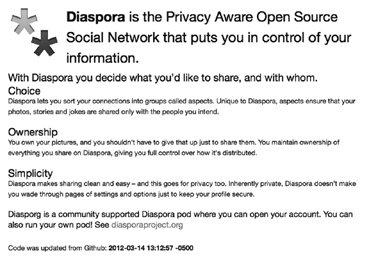 Diaspora is the Privacy Aware Open Source
Social Network that puts you in control of your
information.
With Diaspora you decide what you'd like to share, and with whom.
Choice
Diaspora lets you sort your connections into groups called aspects. Unique to Diaspora, aspects ensure that your
photos, stories and jokes are shared only with the people you intend.
Ownership
You own your pictures, and you shouldn't have to give that up just to share them. You maintain ownership of
everything you share on Diaspora, giving you full control over how it's distributed.
Simplicity
Diaspora makes sharing clean and easy – and this goes for privacy too. Inherently private, Diaspora doesn't make
you wade through pages of settings and options just to keep your profile secure.
Diasporg is a community supported Diaspora pod where you can open your account. You can
also run your own pod! See diasporaproject.org
Code was updated from Github: 2012-03-14 13:12:57 -0500